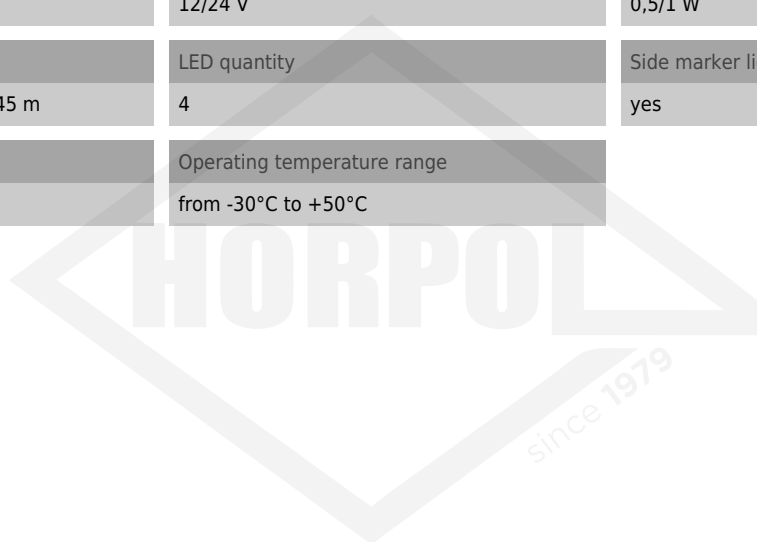 12/24 V
0,5/1 W
LED quantity
Side marker li
45 m
4
yes
Operating temperature range
from -30°C to +50°C
HORPOL
since 1979